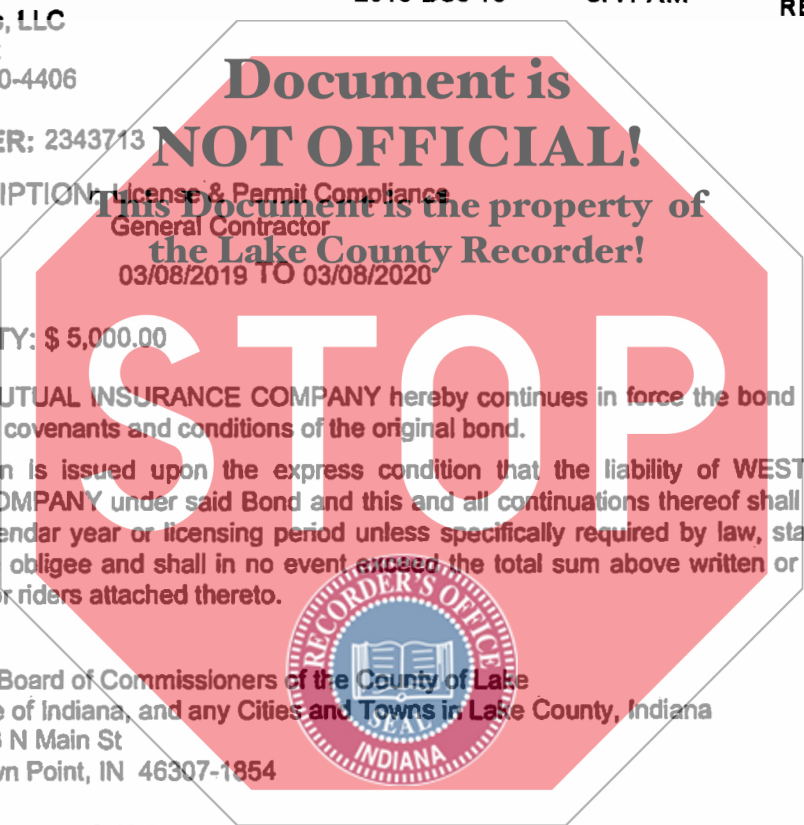 , LLC
0-4406
Document is
NOT OFFICIAL!
This Document is the property of
the Lake County Recorder!
ER: 2343713
IPTION: License & Permit Compliance
General Contractor
03/08/2019 TO 03/08/2020
TY: $ 5,000.00
STOP
UTUAL INSURANCE COMPANY hereby continues in force the bond
covenants and conditions of the original bond.
n is issued upon the express condition that the liability of WEST
OMPANY under said Bond and this and all continuations thereof shall
endar year or licensing period unless specifically required by law, sta
obligee and shall in no event exceed the total sum above written or
r riders attached thereto.
RECORDER'S OFFICE
SEAL
INDIANA
Board of Commissioners of the County of Lake
e of Indiana, and any Cities and Towns in Lake County, Indiana
N Main St
n Point, IN 46307-1854